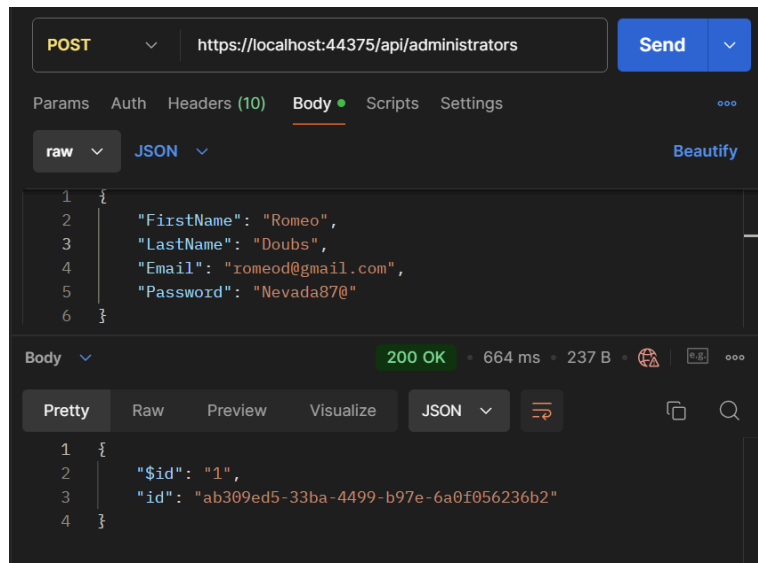 POST https://localhost:44375/api/administrators Send
Params Auth Headers (10) Body Scripts Settings
raw JSON Beautify
1 {
2 "FirstName": "Romeo",
3 "LastName": "Doubs",
4 "Email": "romeod@gmail.com",
5 "Password": "Nevada87@"
6 }
Body 200 OK 664 ms 237 B e.g.
Pretty Raw Preview Visualize JSON
1 {
2 "$id": "1",
3 "id": "ab309ed5-33ba-4499-b97e-6a0f056236b2"
4 }